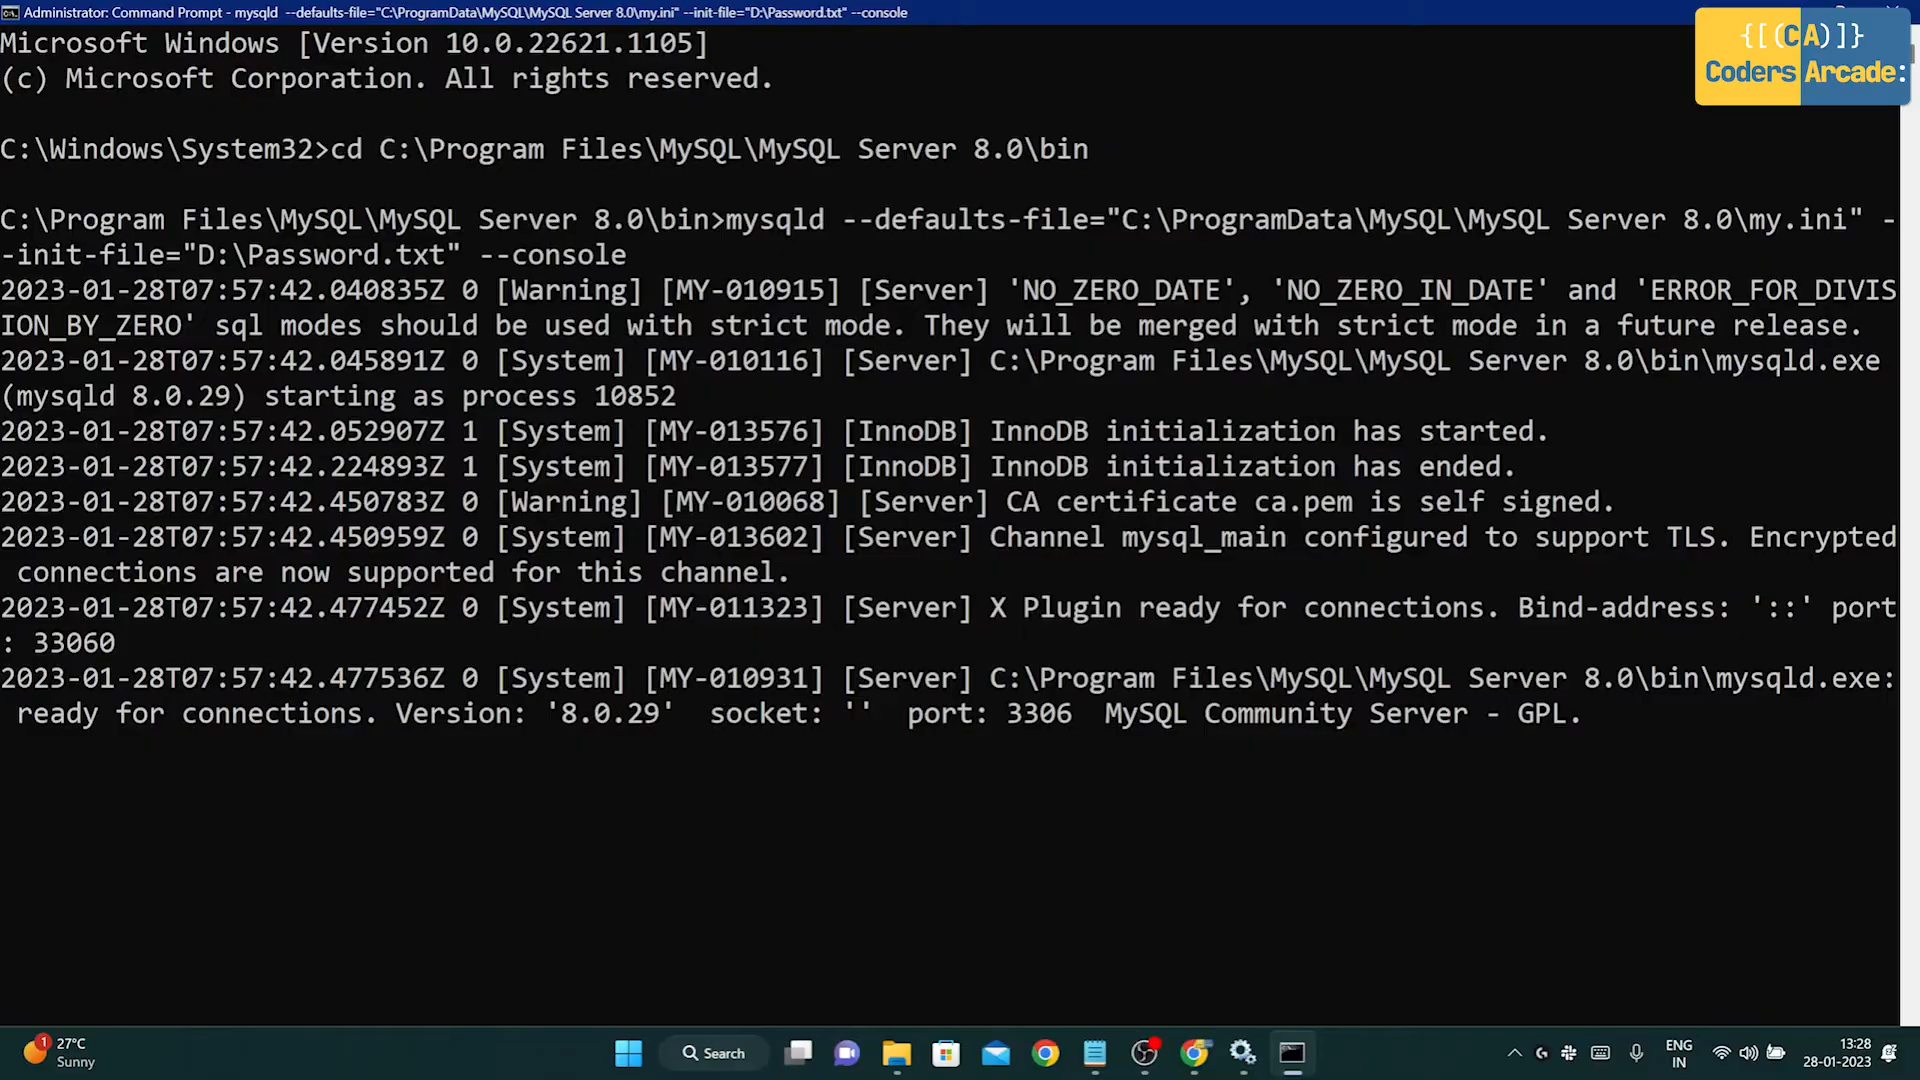 Administrator: Command Prompt - mysqld  --defaults-file="C:\ProgramData\MySQL\MySQL Server 8.0\my.ini" --init-file="D:\Password.txt" --console
{[(CA)]}
Coders Arcade:
Microsoft Windows [Version 10.0.22621.1105]
(c) Microsoft Corporation. All rights reserved.
C:\Windows\System32>cd C:\Program Files\MySQL\MySQL Server 8.0\bin
C:\Program Files\MySQL\MySQL Server 8.0\bin>mysqld --defaults-file="C:\ProgramData\MySQL\MySQL Server 8.0\my.ini" -
-init-file="D:\Password.txt" --console
2023-01-28T07:57:42.040835Z 0 [Warning] [MY-010915] [Server] 'NO_ZERO_DATE', 'NO_ZERO_IN_DATE' and 'ERROR_FOR_DIVIS
ION_BY_ZERO' sql modes should be used with strict mode. They will be merged with strict mode in a future release.
2023-01-28T07:57:42.045891Z 0 [System] [MY-010116] [Server] C:\Program Files\MySQL\MySQL Server 8.0\bin\mysqld.exe
(mysqld 8.0.29) starting as process 10852
2023-01-28T07:57:42.052907Z 1 [System] [MY-013576] [InnoDB] InnoDB initialization has started.
2023-01-28T07:57:42.224893Z 1 [System] [MY-013577] [InnoDB] InnoDB initialization has ended.
2023-01-28T07:57:42.450783Z 0 [Warning] [MY-010068] [Server] CA certificate ca.pem is self signed.
2023-01-28T07:57:42.450959Z 0 [System] [MY-013602] [Server] Channel mysql_main configured to support TLS. Encrypted
connections are now supported for this channel.
2023-01-28T07:57:42.477452Z 0 [System] [MY-011323] [Server] X Plugin ready for connections. Bind-address: '::' port
: 33060
2023-01-28T07:57:42.477536Z 0 [System] [MY-010931] [Server] C:\Program Files\MySQL\MySQL Server 8.0\bin\mysqld.exe:
ready for connections. Version: '8.0.29'  socket: ''  port: 3306  MySQL Community Server - GPL.
1
27°C
Sunny
Search
ENG
IN
13:28
28-01-2023